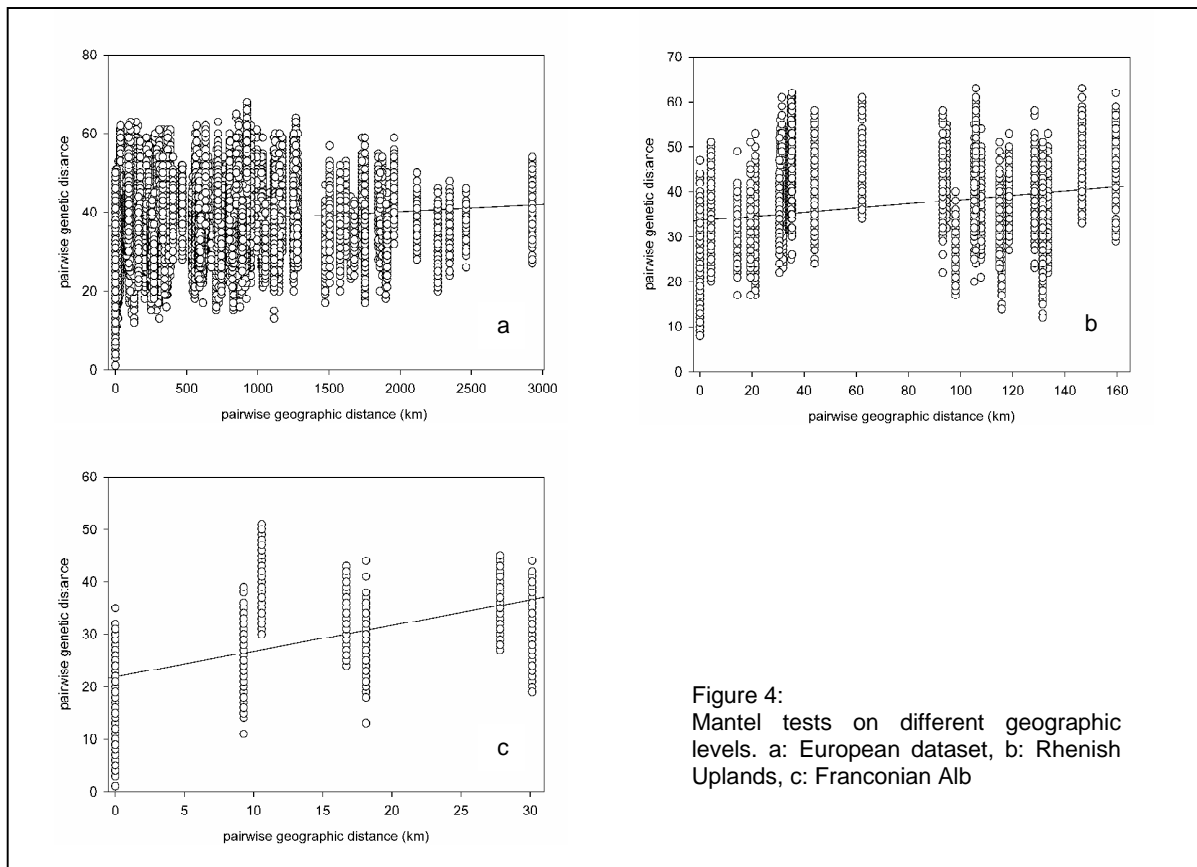 80
60
40
20
0
pairwise genetic distance
0 500 1000 1500 2000 2500 3000
pairwise geographic distance (km)
a
70
60
50
40
30
20
10
0
pairwise genetic distance
0 20 40 60 80 100 120 140 160
pairwise geographic distance (km)
b
60
50
40
30
20
10
0
pairwise genetic distance
0 5 10 15 20 25 30
pairwise geographic distance (km)
c
Figure 4:
Mantel tests on different geographic
levels. a: European dataset, b: Rhenish
Uplands, c: Franconian Alb